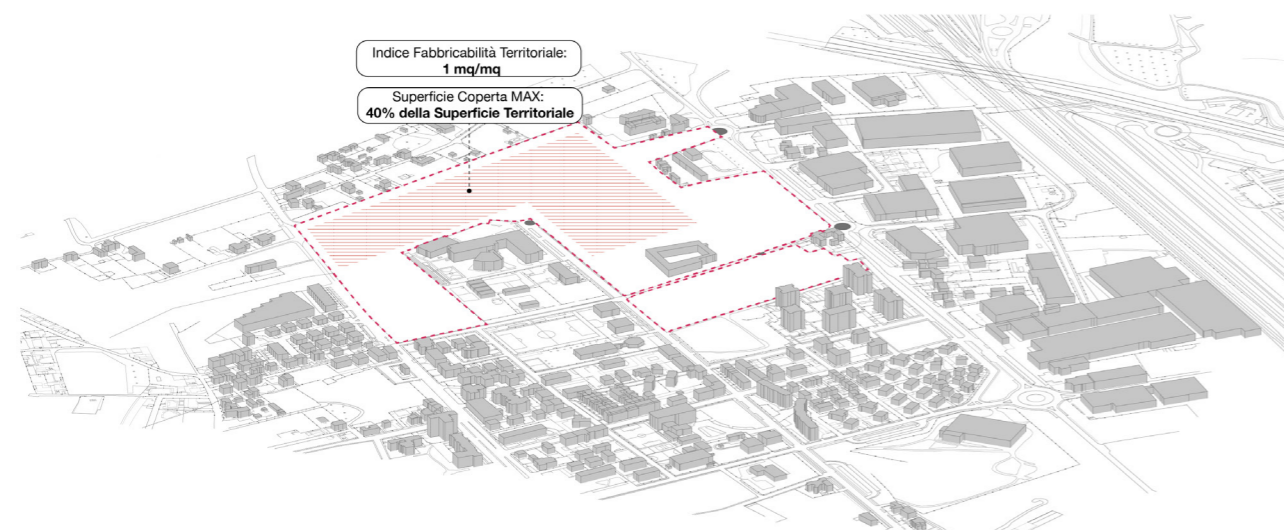 Indice Fabbricabilità Territoriale:
1 mq/mq
Superficie Coperta MAX:
40% della Superficie Territoriale